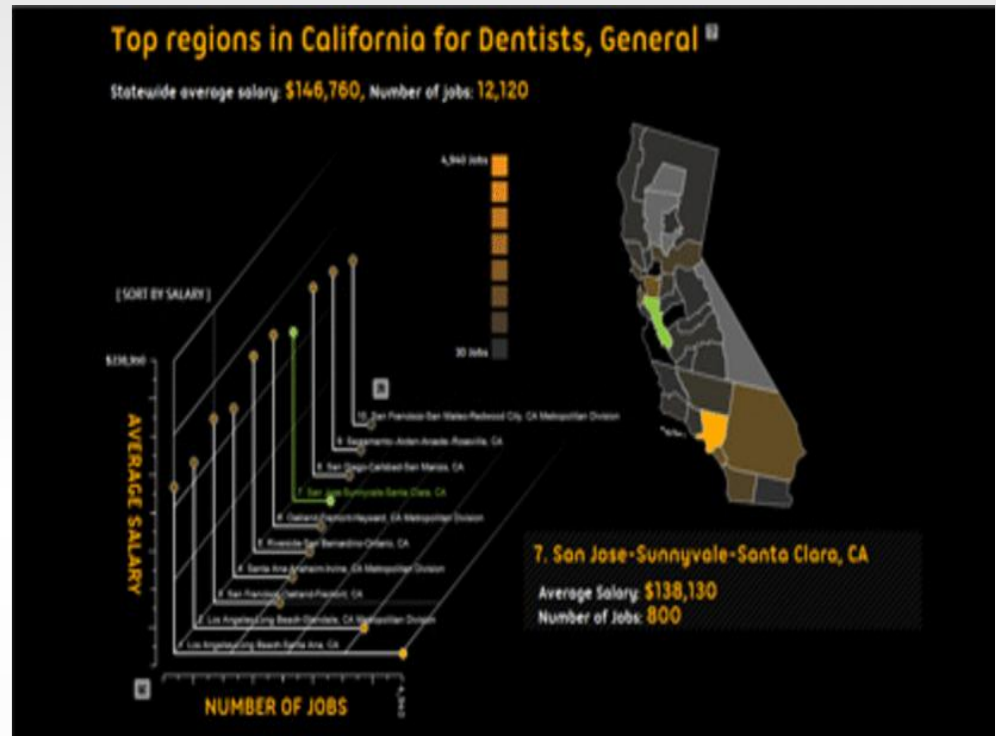 Top regions in California for Dentists, General
Statewide average salary: $146,760, Number of jobs: 12,120
4,940 Jobs
[ SORT BY SALARY ]
30 Jobs
AVERAGE SALARY
10. San Francisco-San Mateo-Redwood City, CA Metropolitan Division
9. Sacramento-Arden-Arcade-Roseville, CA
8. San Diego-Carlsbad-San Marcos, CA
7. San Jose-Sunnyvale-Santa Clara, CA
6. Oakland-Fremont-Hayward, CA Metropolitan Division
5. Riverside-San Bernardino-Ontario, CA
4. Santa Ana-Anaheim-Irvine, CA Metropolitan Division
3. San Francisco-Oakland-Fremont, CA
2. Los Angeles-Long Beach-Glendale, CA Metropolitan Division
1. Los Angeles-Long Beach-Santa Ana, CA
7. San Jose-Sunnyvale-Santa Clara, CA
Average Salary: $138,130
Number of Jobs: 800
NUMBER OF JOBS
4,940